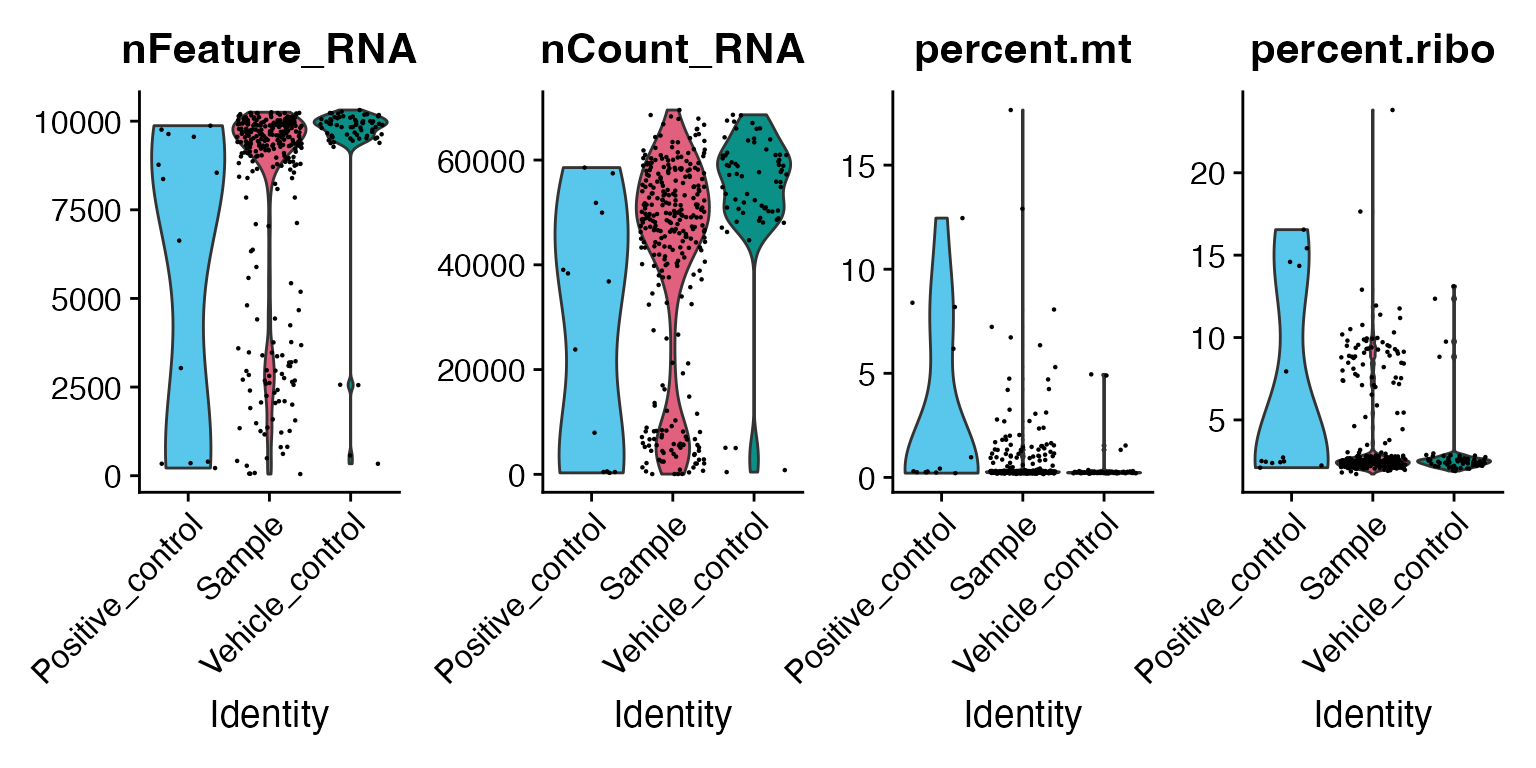 nFeature_RNA
10000
7500
5000
2500
0
Positive_control
Sample
Vehicle_control
Identity
nCount_RNA
60000
40000
20000
0
Positive_control
Sample
Vehicle_control
Identity
percent.mt
15
10
5
0
Positive_control
Sample
Vehicle_control
Identity
percent.ribo
20
15
10
5
Positive_control
Sample
Vehicle_control
Identity